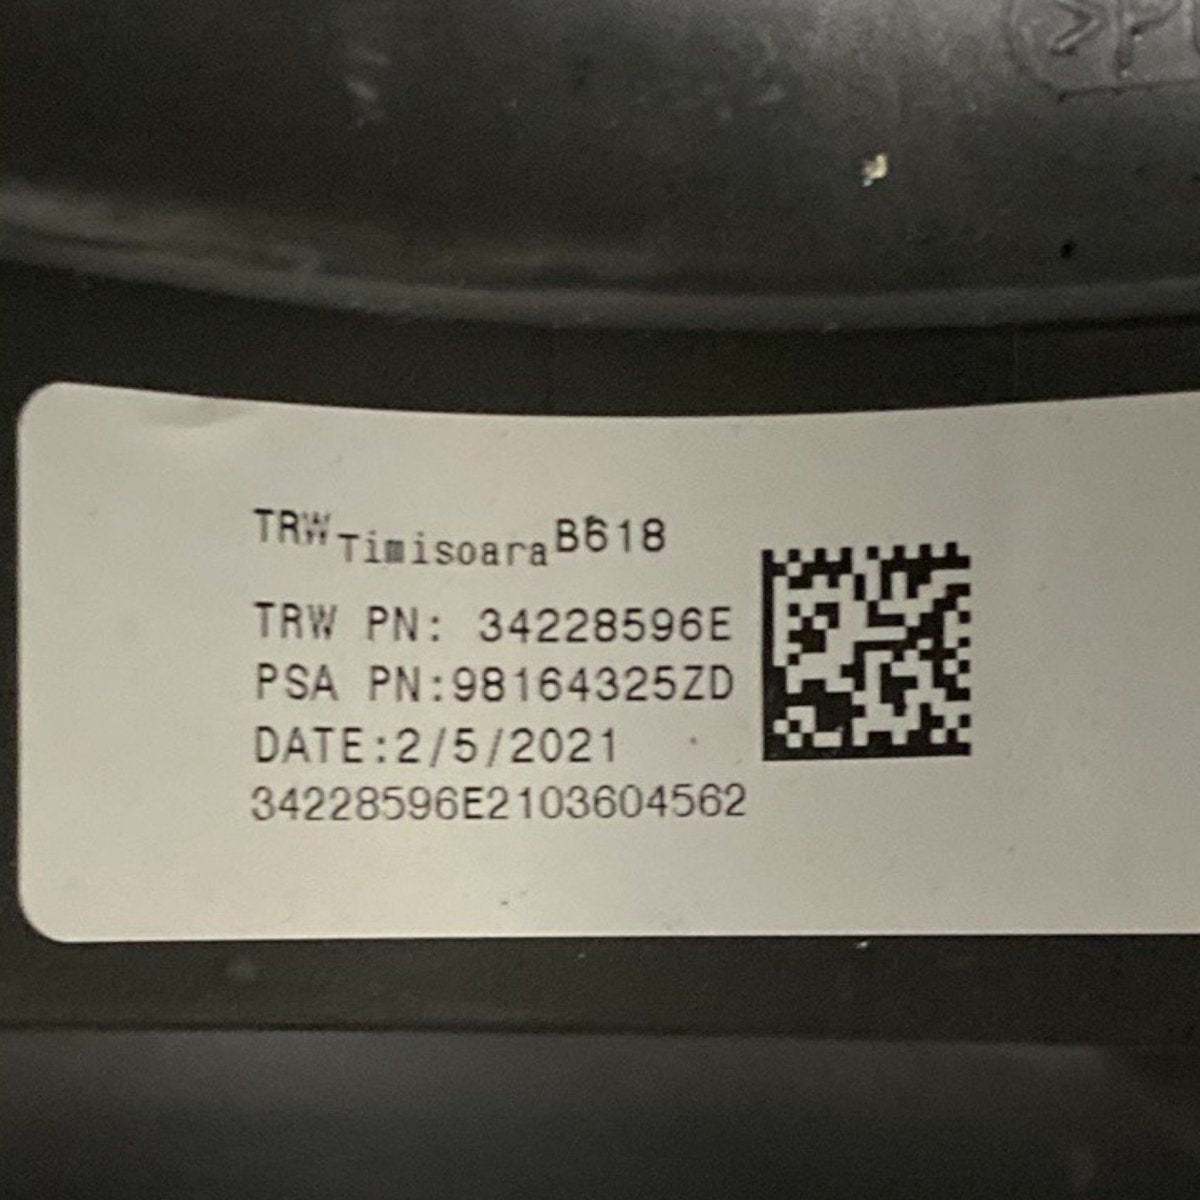 TRW Timisoara B618
TRW PN: 34228596E
PSA PN:98164325ZD
DATE:2/5/2021
34228596E2103604562